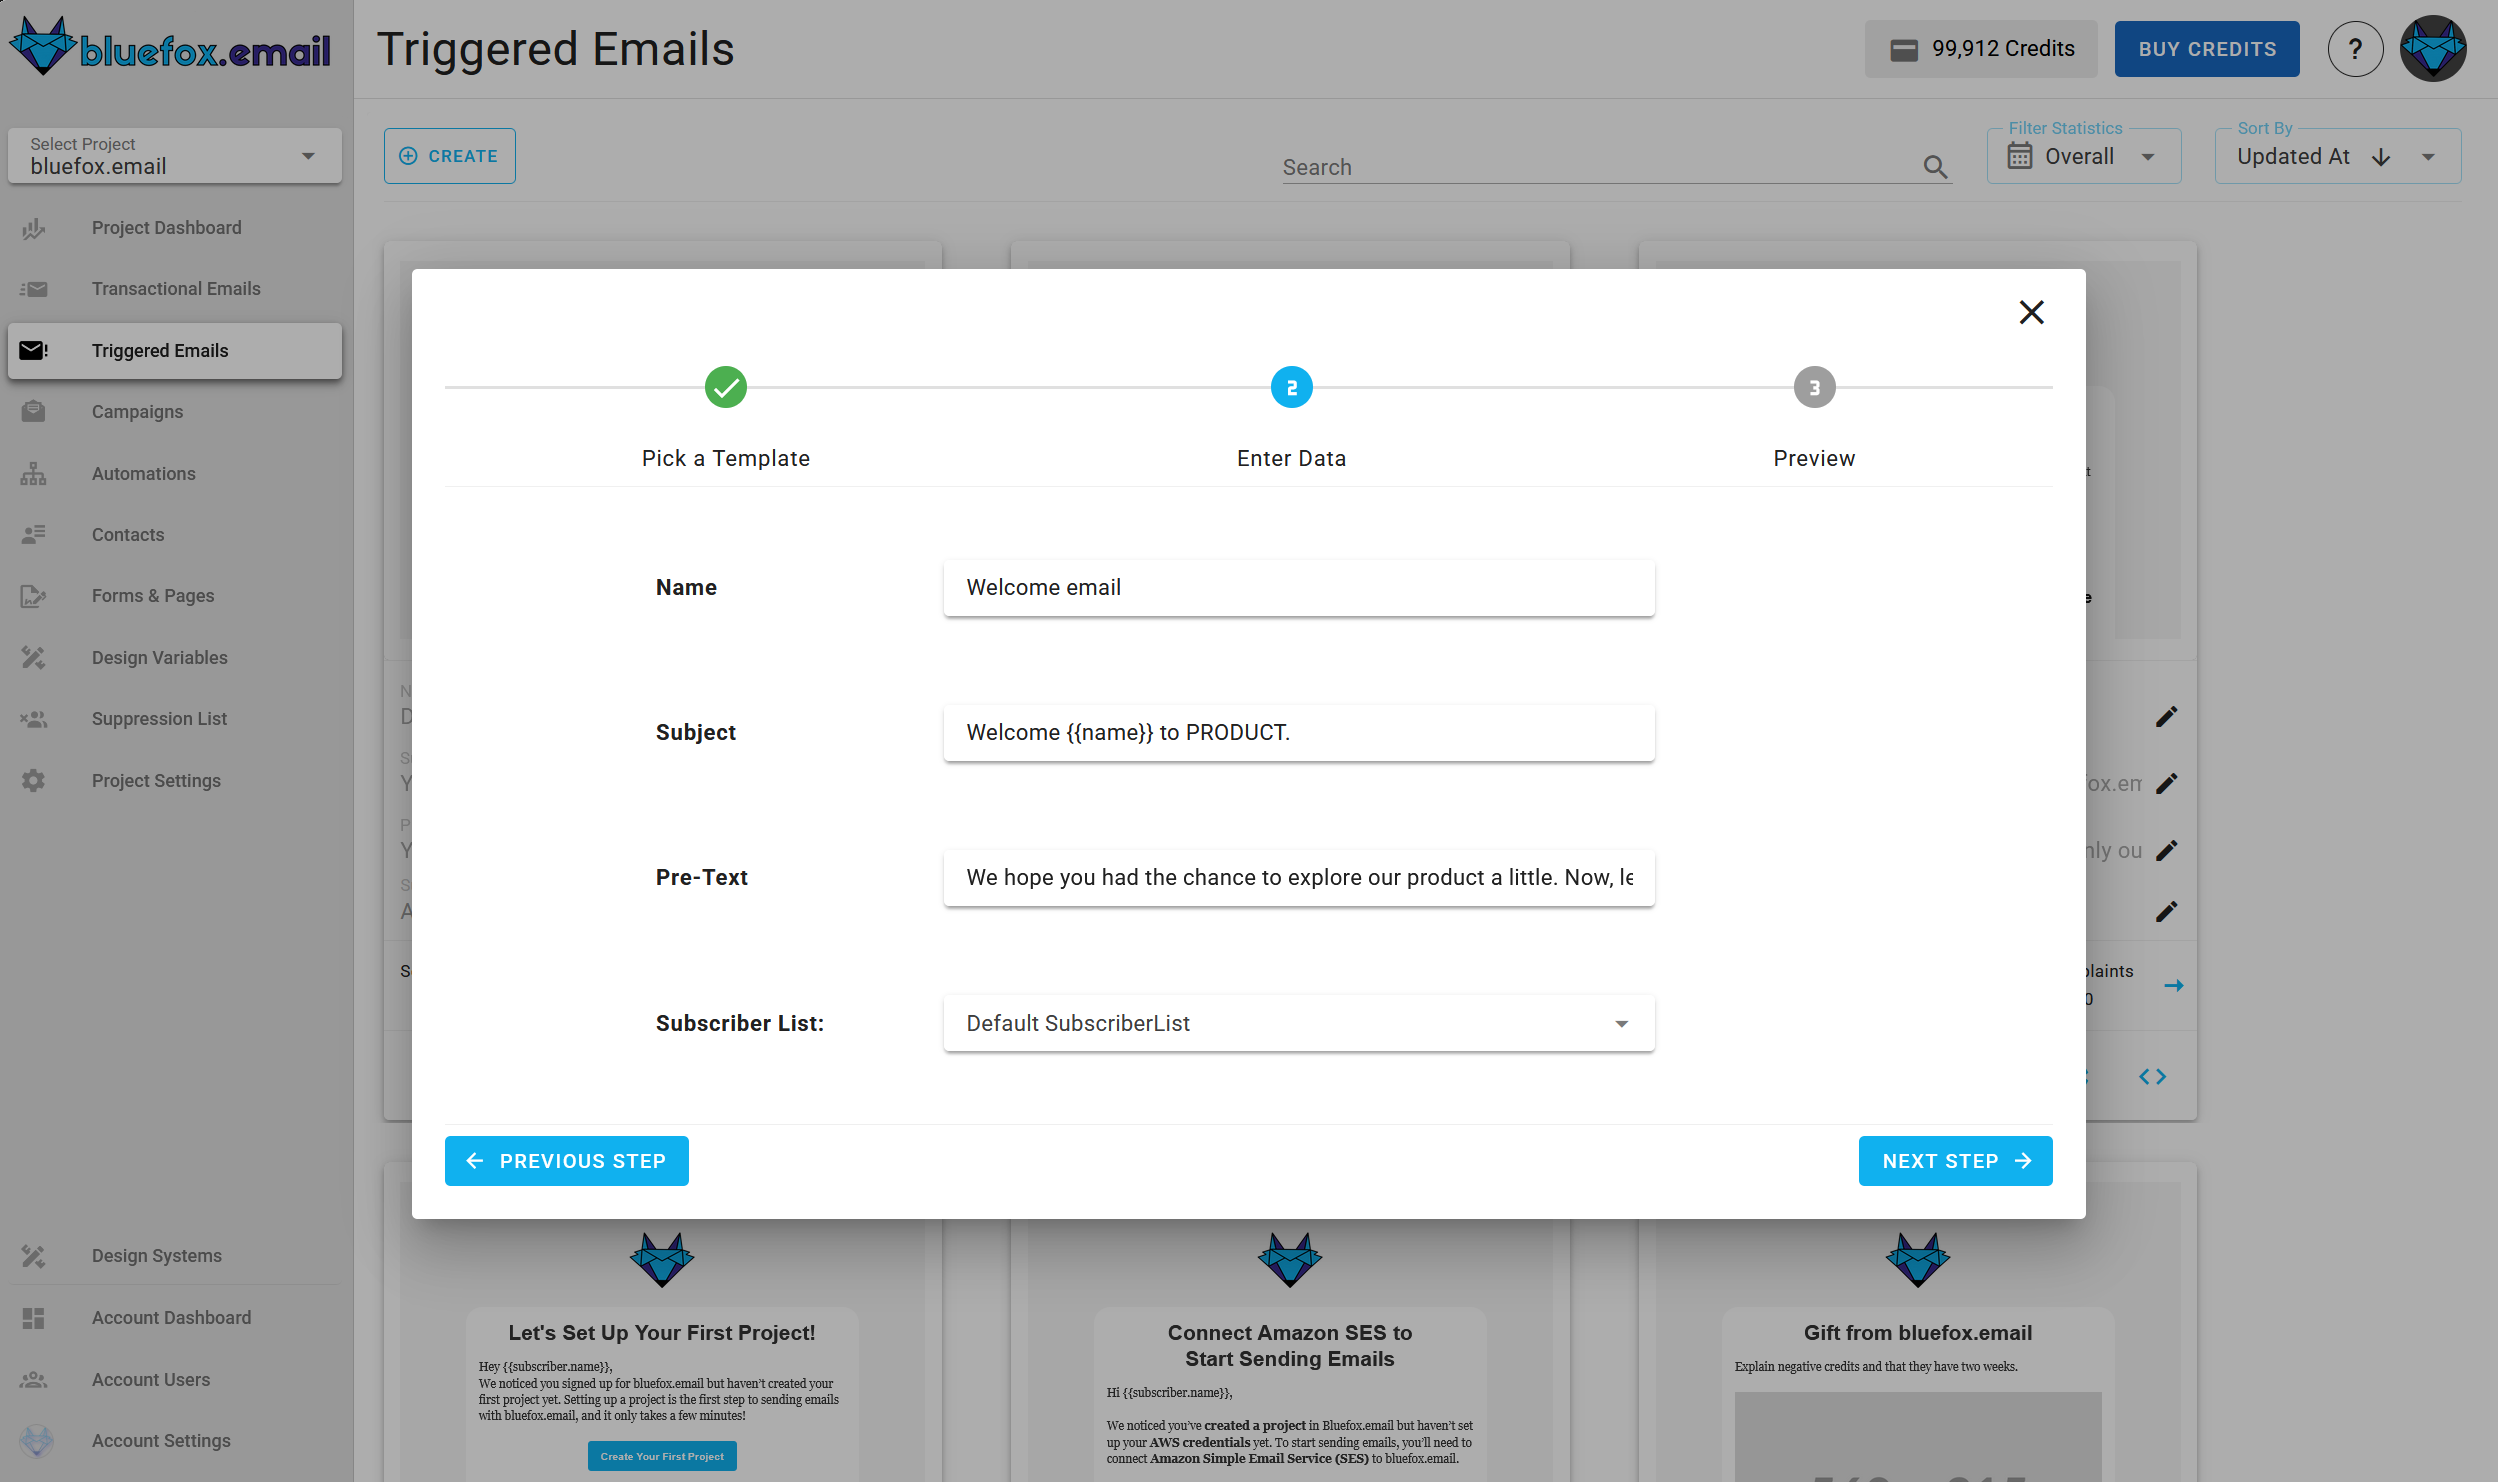 bluefox.email
Triggered Emails
99,912 Credits
BUY CREDITS
?
Select Project
bluefox.email
CREATE
Search
Filter Statistics
Overall
Sort By
Updated At
Project Dashboard
Transactional Emails
Triggered Emails
Campaigns
Automations
Contacts
Forms & Pages
Design Variables
Suppression List
Project Settings
Design Systems
Account Dashboard
Account Users
Account Settings
2
3
Pick a Template
Enter Data
Preview
Name
Welcome email
Subject
Welcome {{name}} to PRODUCT.
Pre-Text
We hope you had the chance to explore our product a little. Now, le
Subscriber List:
Default SubscriberList
PREVIOUS STEP
NEXT STEP
Let's Set Up Your First Project!
Hey {{subscriber.name}},
We noticed you signed up for bluefox.email but haven't created your
first project yet. Setting up a project is the first step to sending emails
with bluefox.email, and it only takes a few minutes!
Create Your First Project
Connect Amazon SES to
Start Sending Emails
Hi {{subscriber.name}},
We noticed you've created a project in Bluefox.email but haven't set
up your AWS credentials yet. To start sending emails, you'll need to
connect Amazon Simple Email Service (SES) to bluefox.email.
Gift from bluefox.email
Explain negative credits and that they have two weeks.